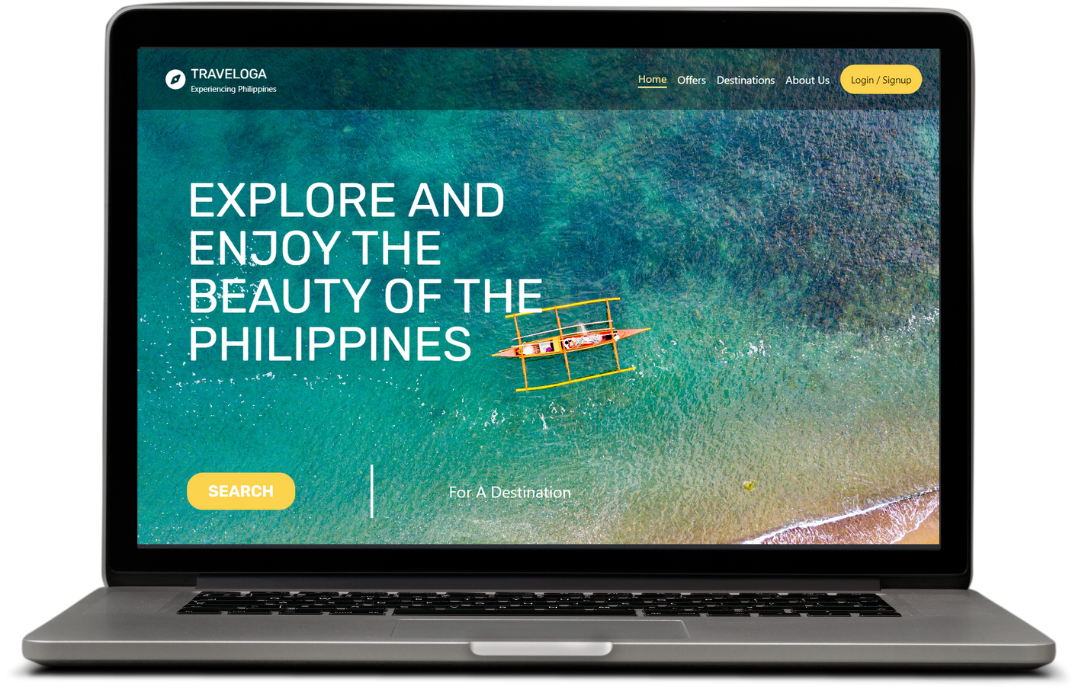 TRAVELOGA
Experiencing Philippines
Home Offers Destinations About Us Login / Signup
EXPLORE AND
ENJOY THE
BEAUTY OF THE
PHILIPPINES
SEARCH
For A Destination